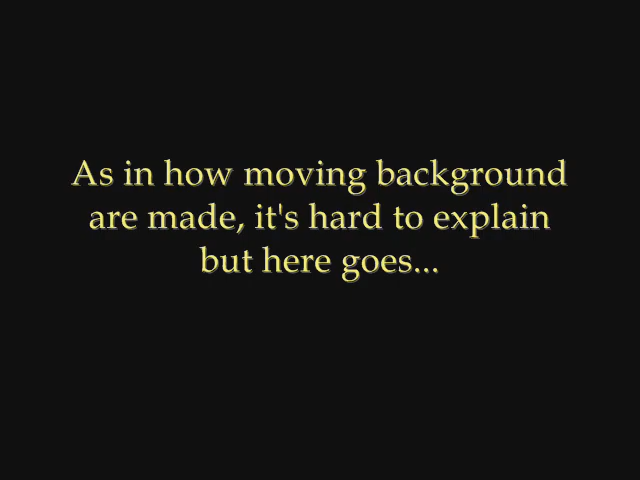 As in how moving background
are made, it's hard to explain
but here goes...